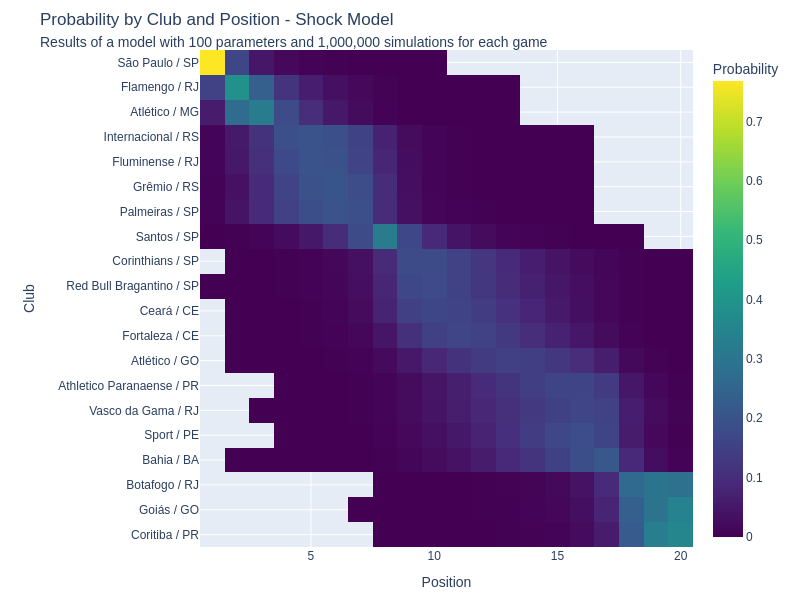 Probability by Club and Position - Shock Model
Results of a model with 100 parameters and 1,000,000 simulations for each game
Probability
São Paulo / SP
Flamengo / RJ
Atlético / MG
Internacional / RS
Fluminense / RJ
Grêmio / RS
Palmeiras / SP
Santos / SP
Corinthians / SP
Red Bull Bragantino / SP
Ceará / CE
Fortaleza / CE
Atlético / GO
Athletico Paranaense / PR
Vasco da Gama / RJ
Sport / PE
Bahia / BA
Botafogo / RJ
Goiás / GO
Coritiba / PR
Club
5 10 15 20
Position
0.7
0.6
0.5
0.4
0.3
0.2
0.1
0